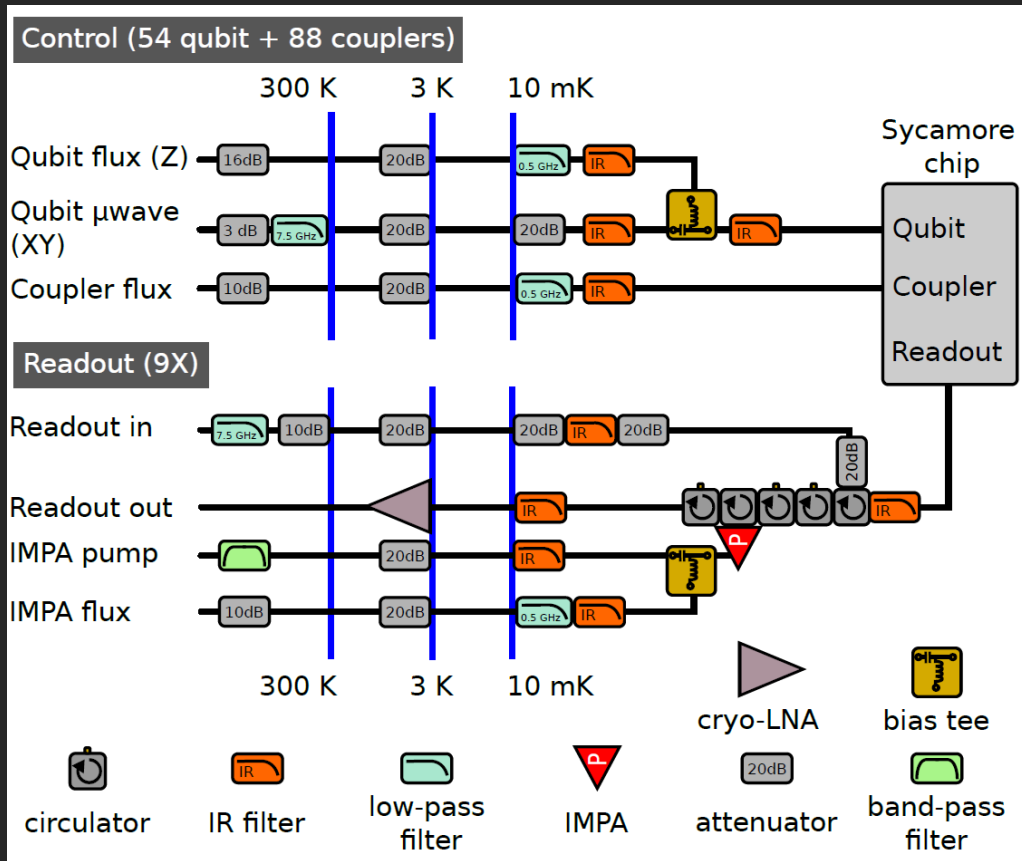 Control (54 qubit + 88 couplers)
300 K 3 K 10 mK
Sycamore
chip
Qubit flux (Z) 16dB 20dB 0.5 GHz IR
Qubit μwave
(XY)
3 dB 7.5 GHz 20dB 20dB IR IR Qubit
Coupler flux 10dB 20dB 0.5 GHz IR Coupler
Readout
Readout (9X)
Readout in 7.5 GHz 10dB 20dB 20dB IR 20dB
20dB
Readout out IR IR
IMPA pump 20dB IR P
IMPA flux 10dB 20dB 0.5 GHz IR
300 K 3 K 10 mK
cryo-LNA bias tee
IR P 20dB
circulator IR filter low-pass
filter
IMPA attenuator band-pass
filter